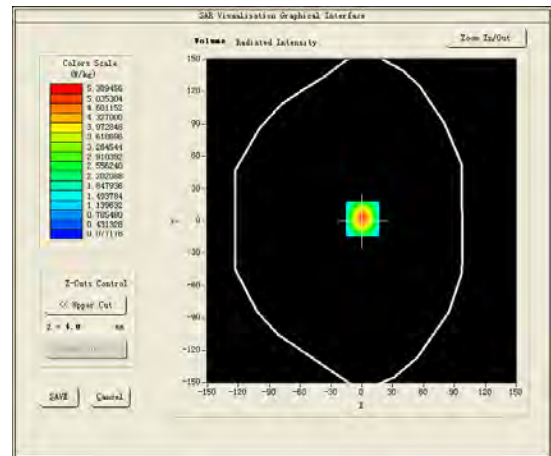 SAR Visualisation Graphical Interface
Volume Radiated Intensity
Zoom In/Out
Colors Scale
(W/kg)
5.389456
5.035304
4.681152
4.327000
3.972848
3.618696
3.264544
2.910392
2.556240
2.202088
1.847936
1.493784
1.139632
0.785480
0.431328
0.077176
Z-Cuts Control
<< Upper Cut
Z = 4.0 mm
SAVE
Cancel
150
120
90
60
30
0
-30
-60
-90
-120
-150
Y
-150 -120 -90 -60 -30 0 30 60 90 120 150
X